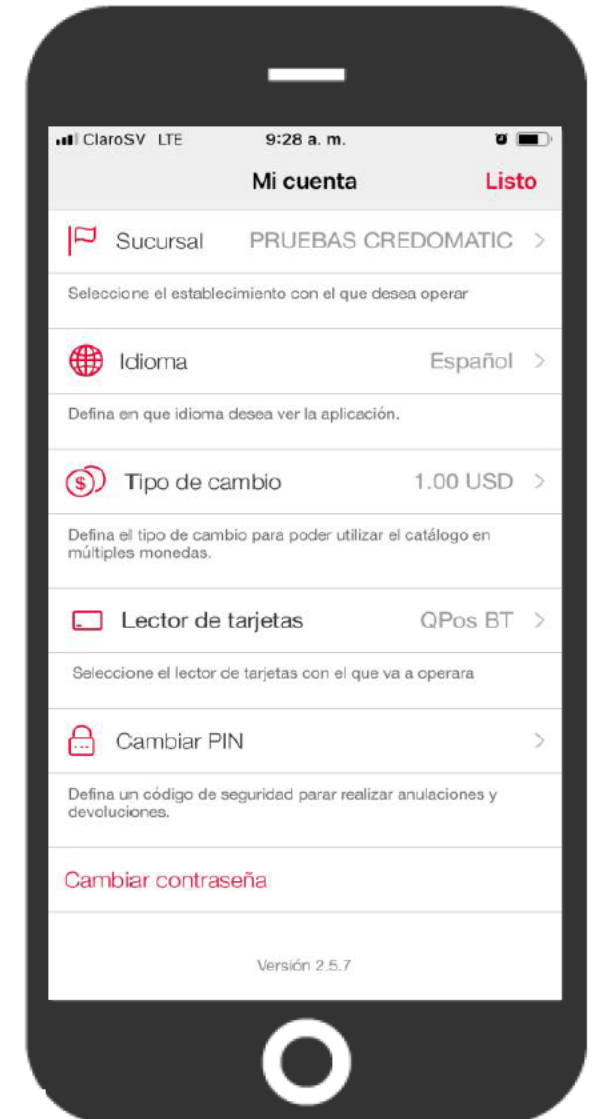 ClaroSV LTE 9:28 a. m.
Mi cuenta Listo
Sucursal PRUEBAS CREDOMATIC >
Seleccione el establecimiento con el que desea operar
Idioma Español >
Defina en que idioma desea ver la aplicación.
$ Tipo de cambio 1.00 USD >
Defina el tipo de cambio para poder utilizar el catálogo en
múltiples monedas.
Lector de tarjetas QPos BT >
Seleccione el lector de tarjetas con el que va a operara
Cambiar PIN >
Defina un código de seguridad parar realizar anulaciones y
devoluciones.
Cambiar contraseña
Versión 2.5.7